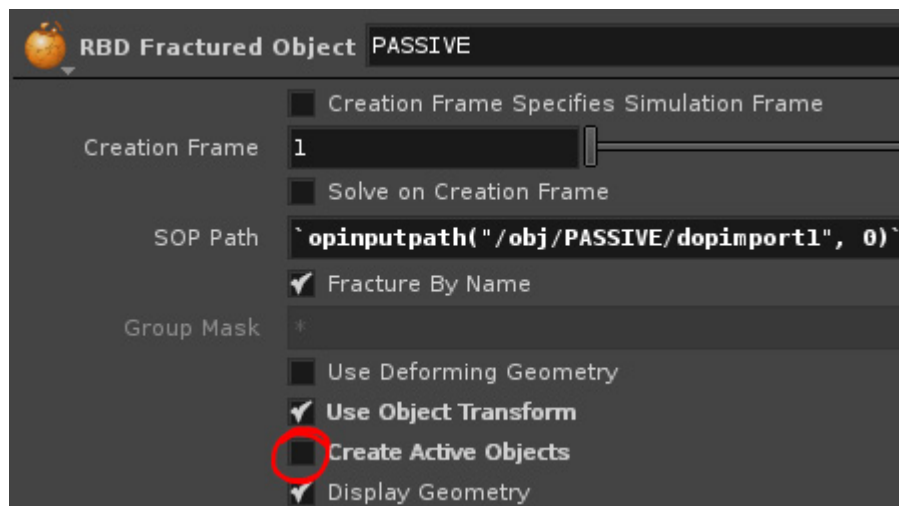 RBD Fractured Object PASSIVE
Creation Frame Specifies Simulation Frame
Creation Frame 1
Solve on Creation Frame
SOP Path `opinputpath("/obj/PASSIVE/dopimport1", 0)`
Fracture By Name
Group Mask *
Use Deforming Geometry
Use Object Transform
Create Active Objects
Display Geometry